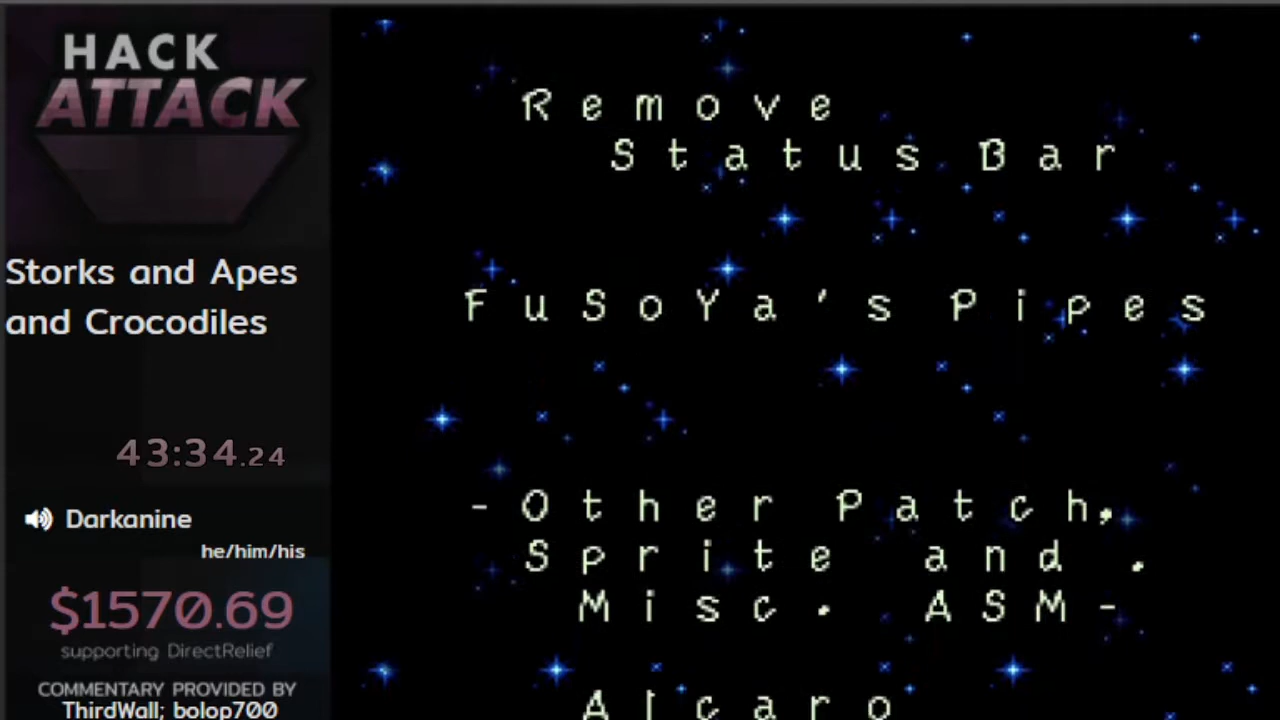 HACK
ATTACK
Storks and Apes
and Crocodiles
43:34.24
Darkanine
he/him/his
$1570.69
supporting DirectRelief
COMMENTARY PROVIDED BY
ThirdWall; bolop700
Remove
Status Bar
FuSoYa's Pipes
-Other Patch,
Sprite and .
Misc. ASM-
Alcaro